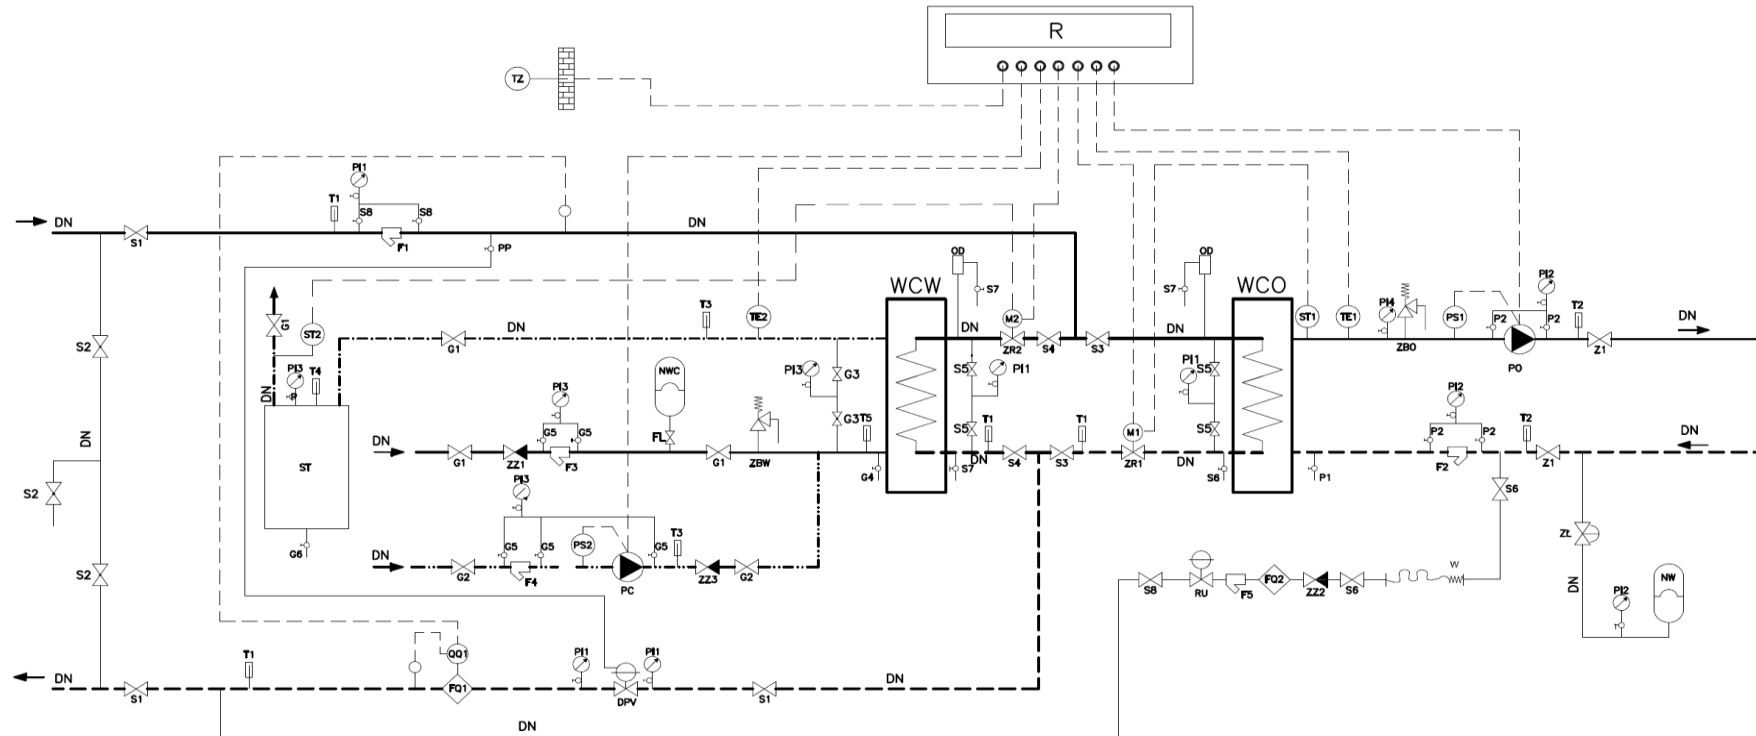 R
TZ
PI1
T1
S8
S8
DN
S1
F1
PP
DN
OD
S7
WCW
M2
DN
ZR2
S4
S3
DN
OD
S7
WCO
ST1
TE1
PI4
ZBO
PS1
PI2
P2
P2
PO
T2
Z1
DN
G1
ST2
T3
DN
G1
TE2
S2
DN
PI3
P
T4
PI3
G3
G3
S5
PI1
PI1
S5
NWC
PI3
FL
G5
G5
DN
G1
ZZ1
F3
G1
ZBW
T5
G4
S5
T1
S7
DN
S4
T1
S3
M1
ZR1
DN
S5
S6
P1
PI2
P2
P2
F2
T2
Z1
DN
DN
ST
G6
S2
S6
PI3
DN
G2
G5
G5
F4
PS2
PC
G5
T3
ZZ3
G2
S2
S8
RU
F5
FQ2
ZZ2
S6
W
DN
PI2
NW
DN
S1
T1
QQ1
FQ1
PI1
DPV
PI1
S1
DN
DN